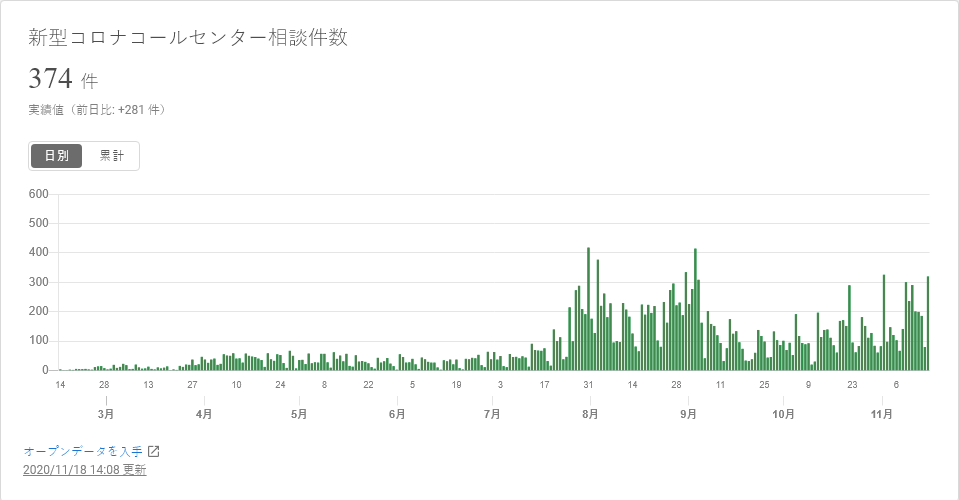 新型コロナコールセンター相談件数
374 件
実績値（前日比: +281 件）
日別 累計
600
500
400
300
200
100
0
14 28 13 27 10 24 8 22 5 19 3 17 31 14 28 11 25 9 23 6
3月 4月 5月 6月 7月 8月 9月 10月 11月
オープンデータを入手
2020/11/18 14:08 更新